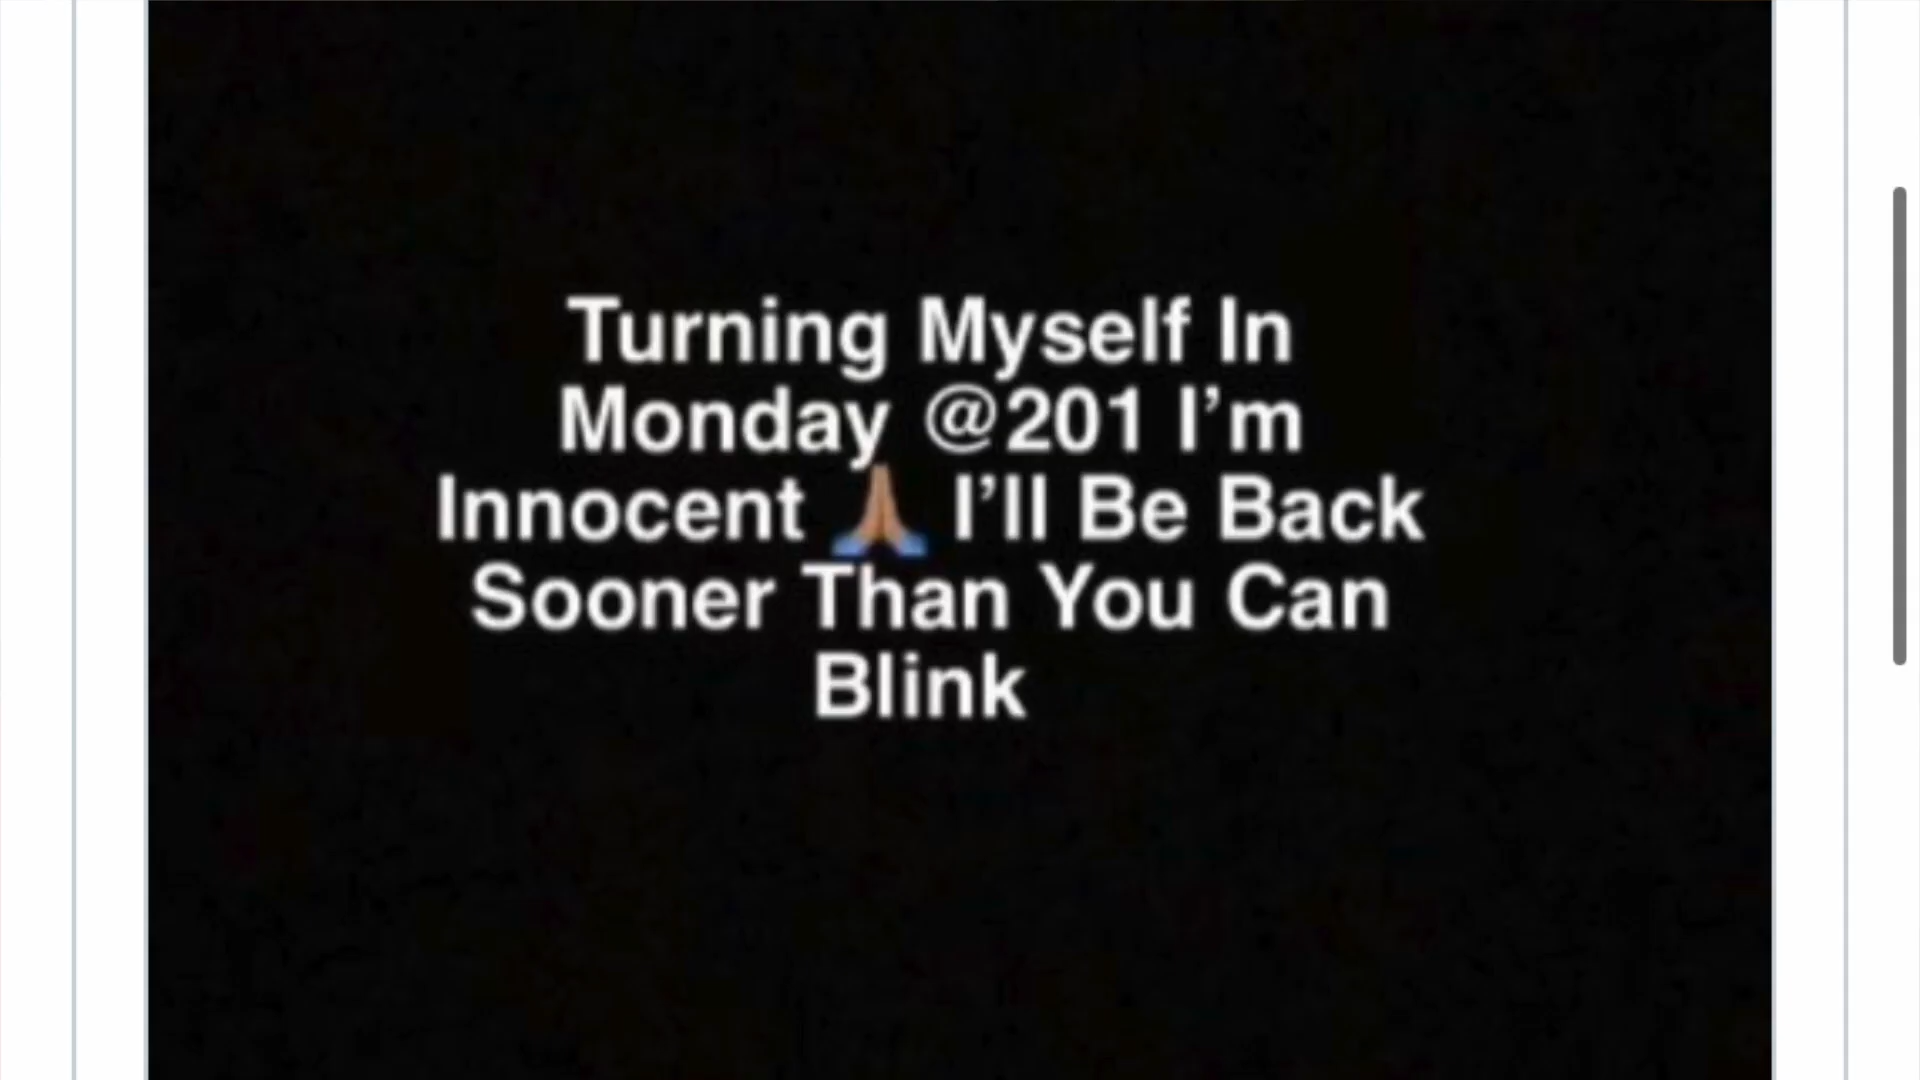 Turning Myself In
Monday @201 I’m
Innocent 🙏🏽 I’ll Be Back
Sooner Than You Can
Blink